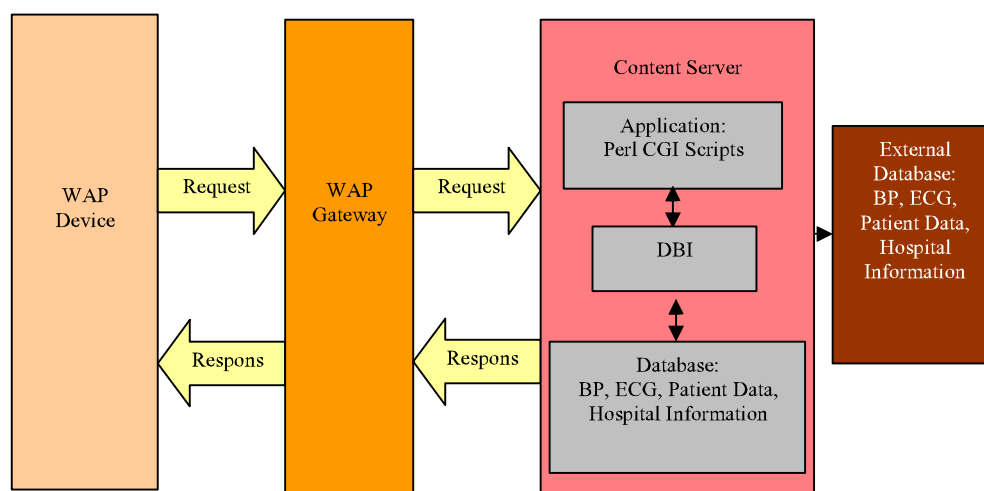 WAP
Device
Request
Respons
WAP
Gateway
Request
Respons
Content Server
Application:
Perl CGI Scripts
DBI
Database:
BP, ECG, Patient Data,
Hospital Information
External
Database:
BP, ECG,
Patient Data,
Hospital
Information